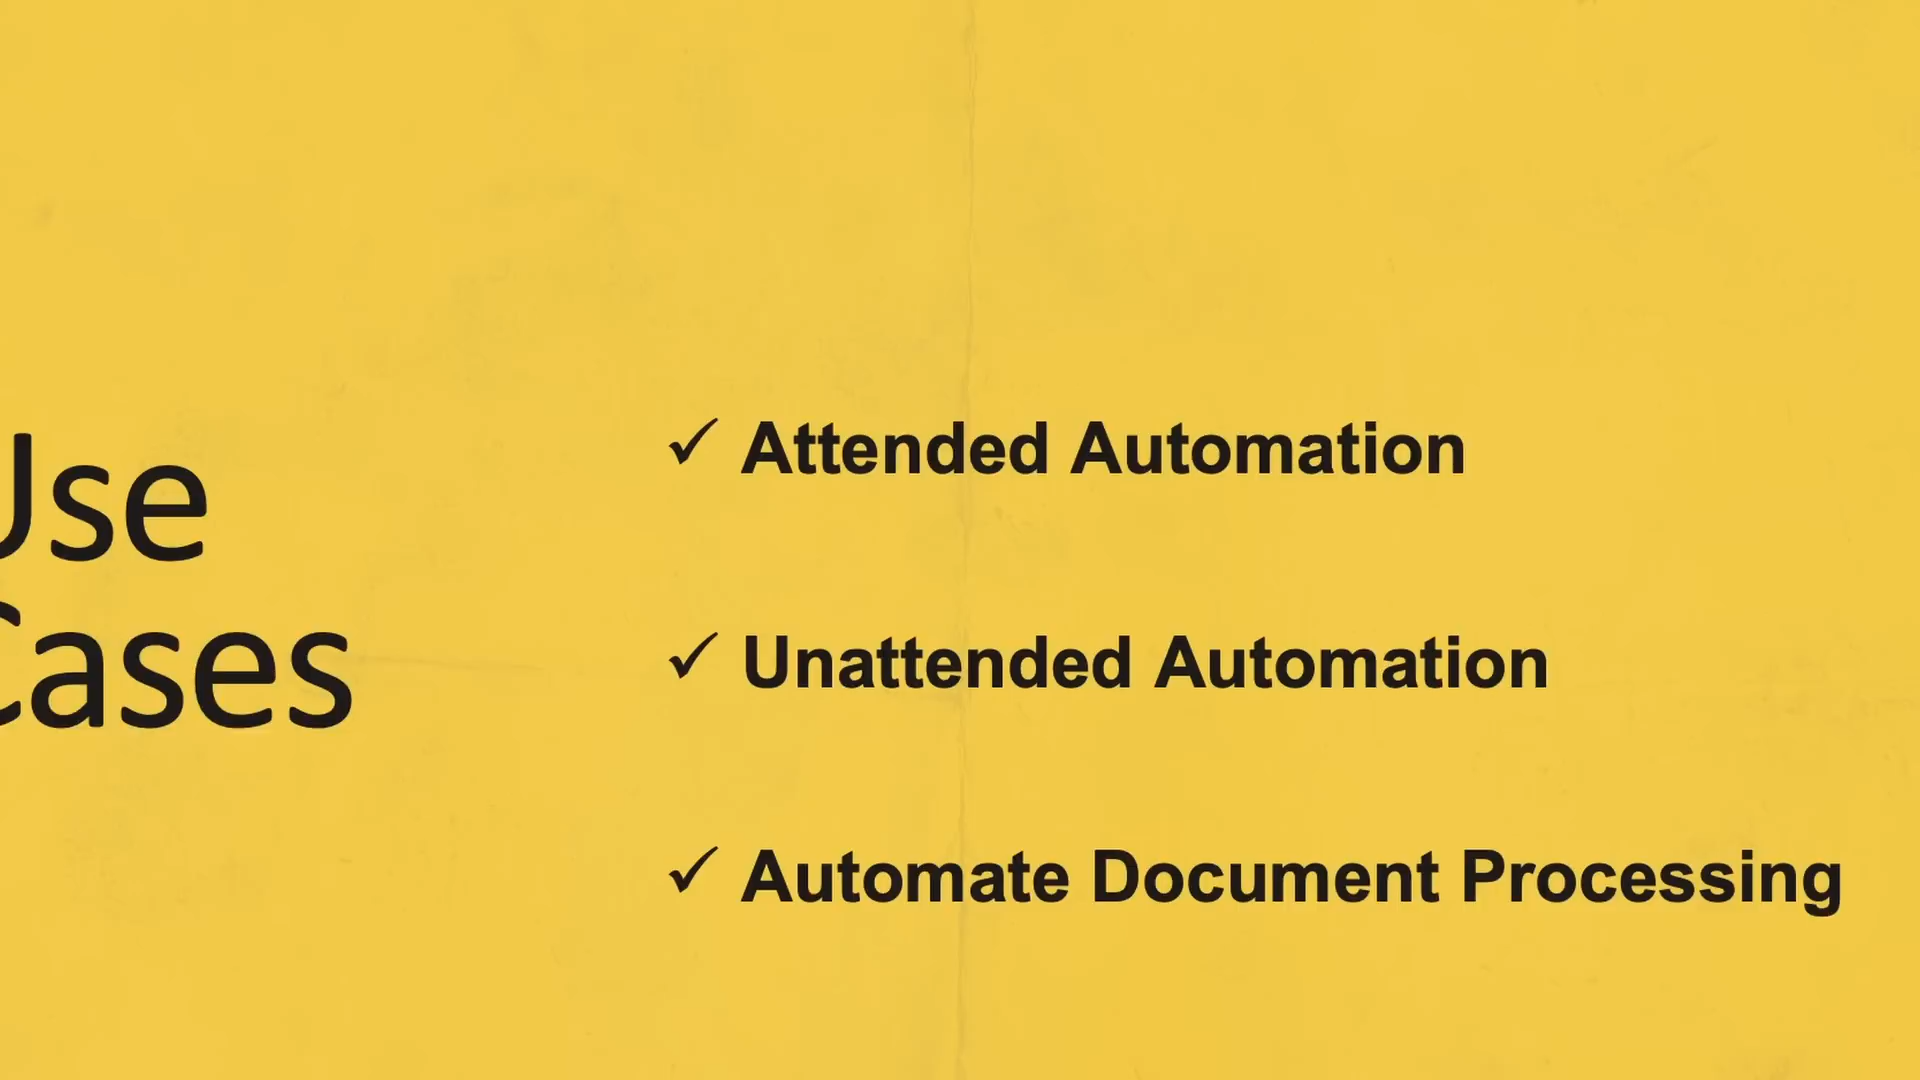 Use
Cases
✓ Attended Automation
✓ Unattended Automation
✓ Automate Document Processing